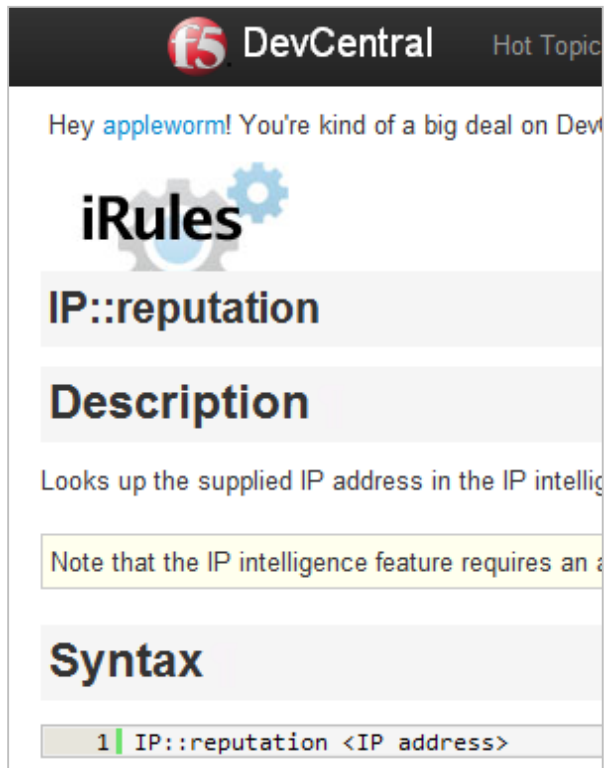 f5 DevCentral Hot Topic
Hey appleworm! You're kind of a big deal on Dev
iRules
IP::reputation
Description
Looks up the supplied IP address in the IP intellig
Note that the IP intelligence feature requires an a
Syntax
1 IP::reputation <IP address>